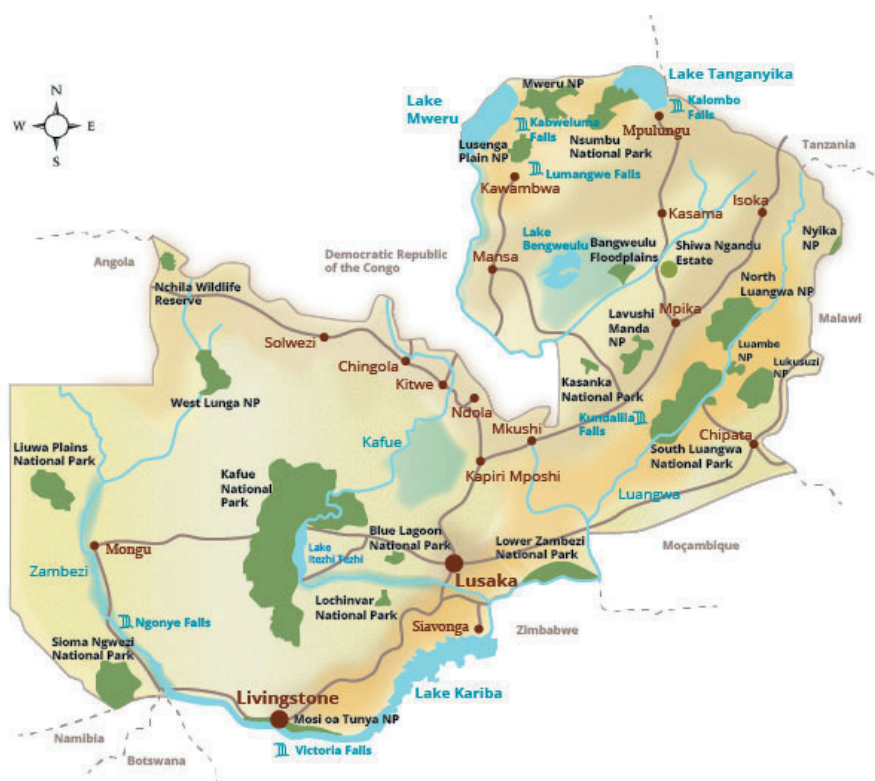 Lake Tanganyika
Mweru NP
Lake
Mweru
Kalombo
Falls
Kabweluma
Falls
Mpulungu
Lusenga
Plain NP
Nsumbu
National Park
Tanzania
Lumangwe Falls
Kawambwa
N
W
E
S
Isoka
Kasama
Lake
Bengweulu
Bangweulu
Floodplains
Shiwa Ngandu
Estate
Nyika
NP
Democratic Republic
of the Congo
Angola
Mansa
North
Luangwa NP
Nchila Wildlife
Reserve
Mpika
Lavushi
Manda
NP
Malawi
Solwezi
Luambe
NP
Lukusuzi
NP
Chingola
Kitwe
Kasanka
National Park
West Lunga NP
Ndola
Mkushi
Kundalila
Falls
Kafue
Chipata
Liuwa Plains
National Park
South Luangwa
National Park
Kapiri Mposhi
Kafue
National
Park
Luangwa
Blue Lagoon
National Park
Lower Zambezi
National Park
Moçambique
Mongu
Lake
Itezhi Tezhi
Zambezi
Lusaka
Lochinvar
National Park
Ngonye Falls
Siavonga
Zimbabwe
Sioma Ngwezi
National Park
Lake Kariba
Livingstone
Mosi oa Tunya NP
Namibia
Victoria Falls
Botswana